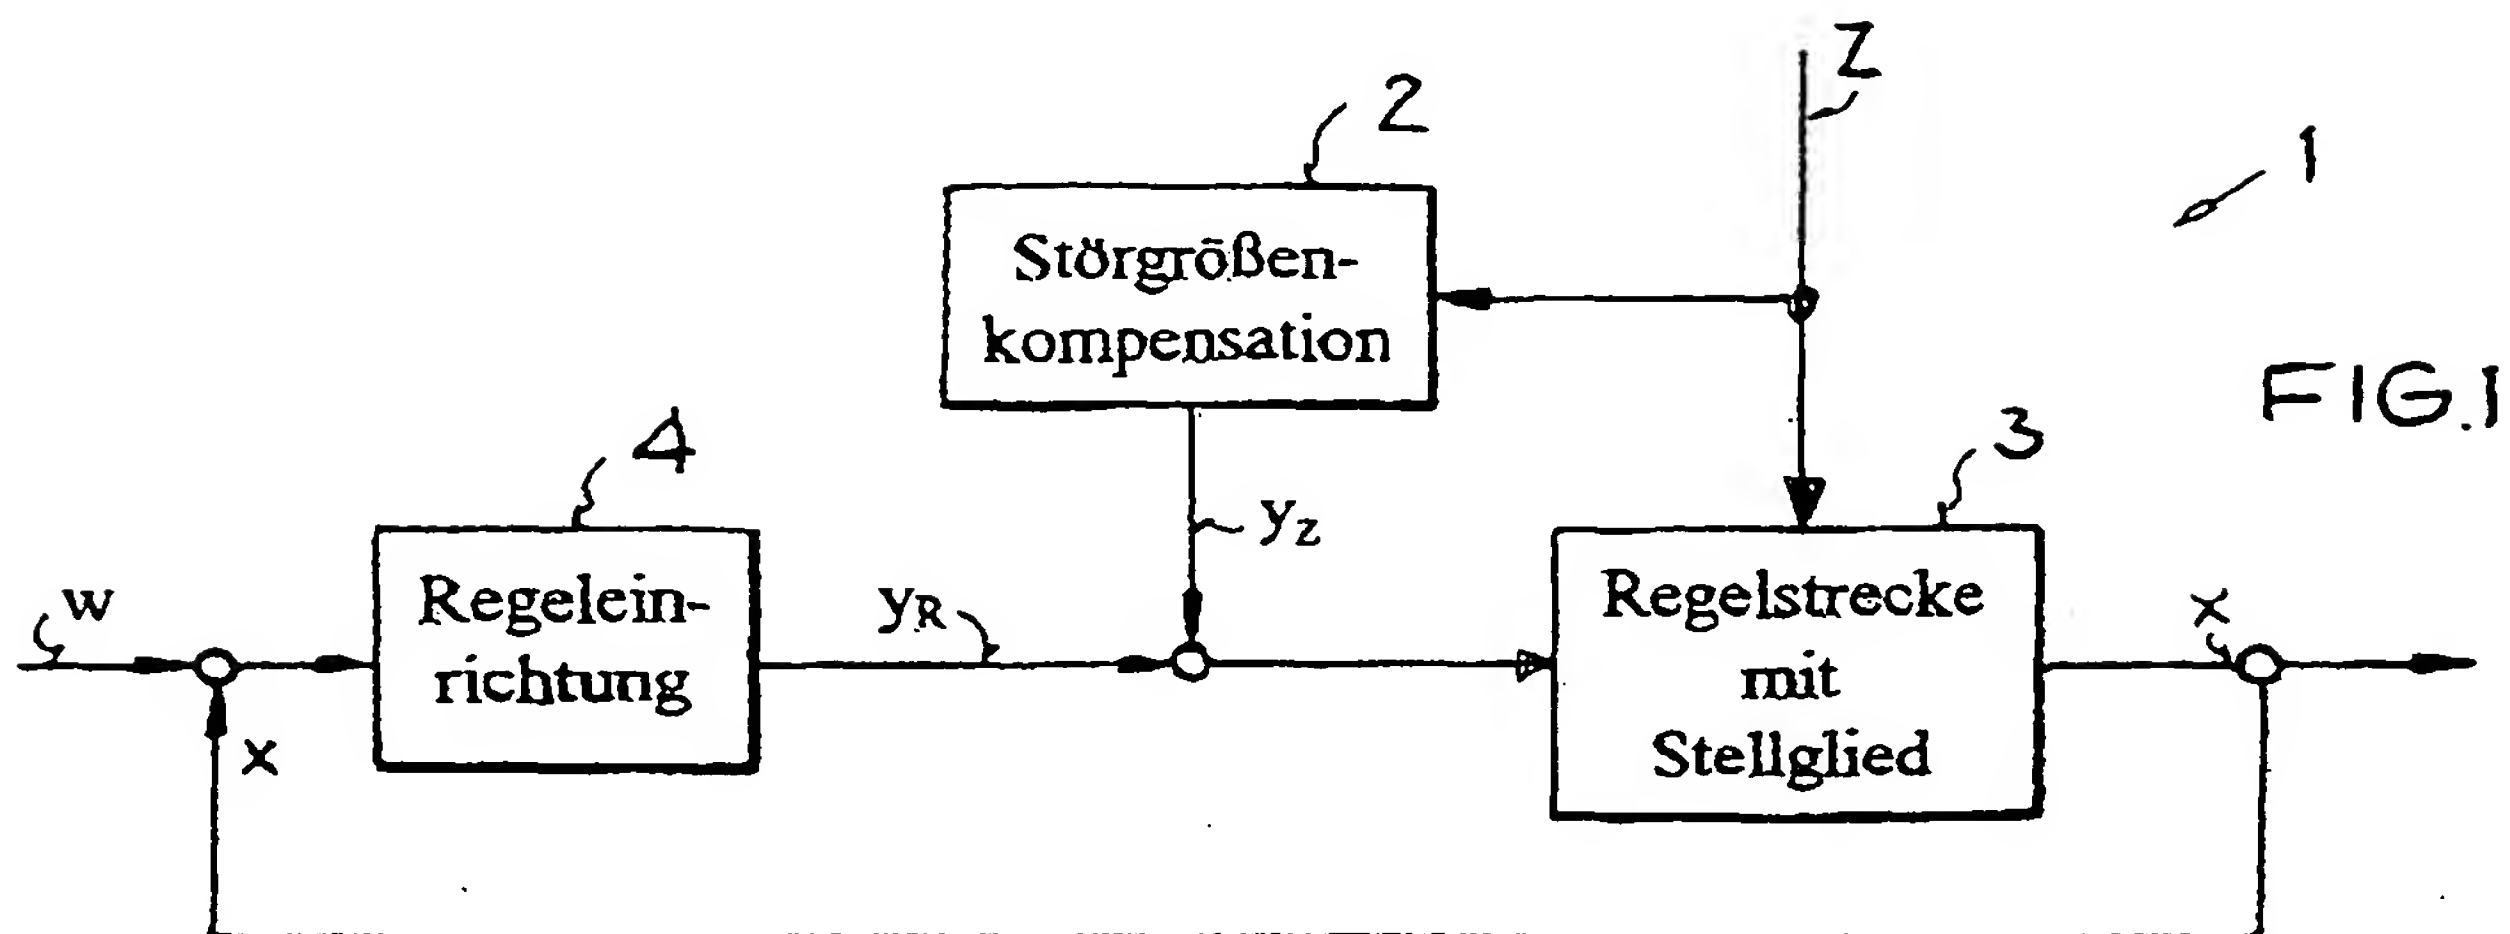 Z
2
1
Störgrößen-
kompensation
FIG.1
4
3
yZ
w
Regelein-
richtung
yR
Regelstrecke
mit
Stellglied
x
x